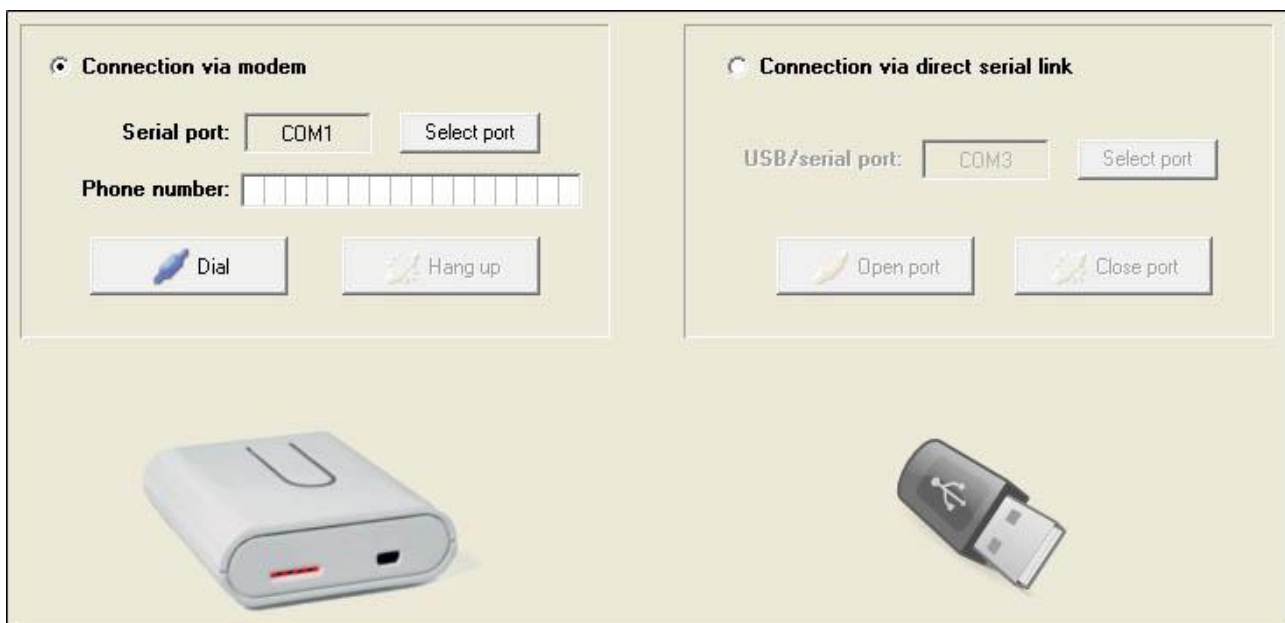 Connection via modem
Serial port: COM1 Select port
Phone number:
Dial Hang up
Connection via direct serial link
USB/serial port: COM3 Select port
Open port Close port